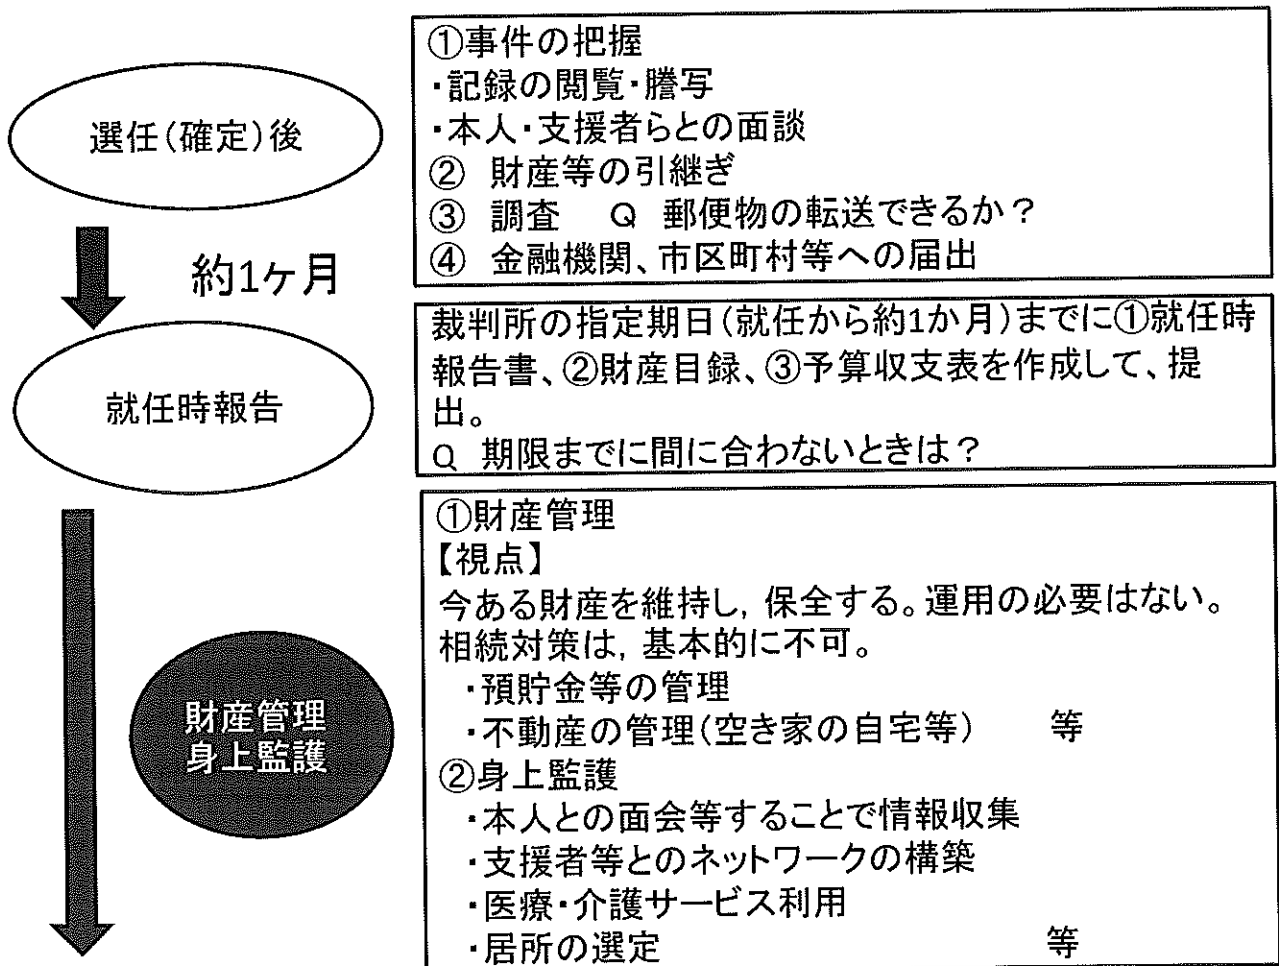 選任(確定)後
①事件の把握
・記録の閲覧・謄写
・本人・支援者らとの面談
② 財産等の引継ぎ
③ 調査 Q 郵便物の転送できるか?
④ 金融機関、市区町村等への届出
約1ヶ月
就任時報告
裁判所の指定期日(就任から約1か月)までに①就任時
報告書、②財産目録、③予算収支表を作成して、提
出。
Q 期限までに間に合わないときは?
財産管理
身上監護
①財産管理
【視点】
今ある財産を維持し,保全する。運用の必要はない。
相続対策は,基本的に不可。
・預貯金等の管理
・不動産の管理(空き家の自宅等) 等
②身上監護
・本人との面会等することで情報収集
・支援者等とのネットワークの構築
・医療・介護サービス利用
・居所の選定 等